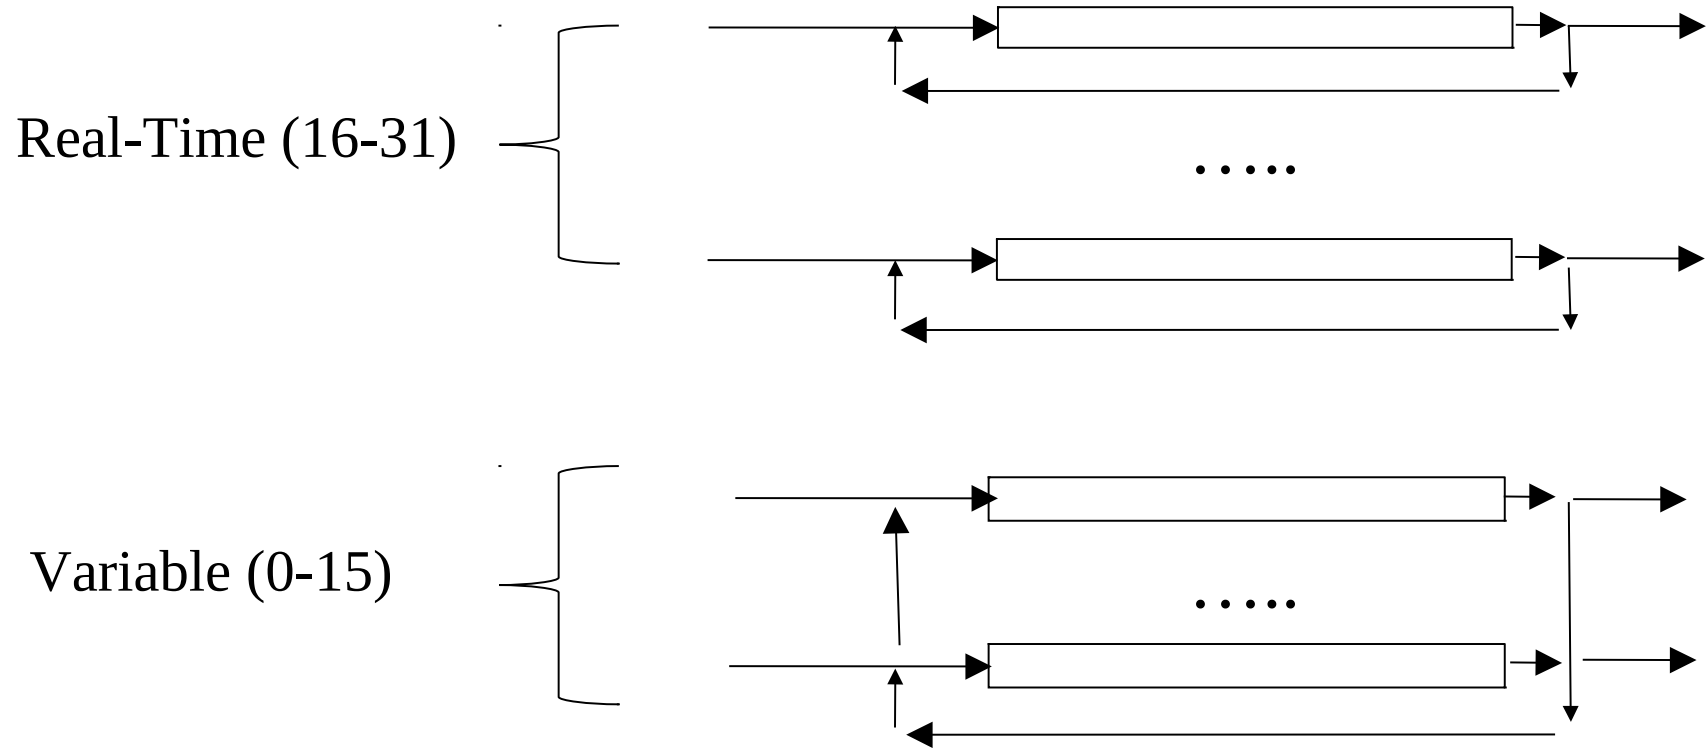 Real-Time (16-31)
.....
Variable (0-15)
.....